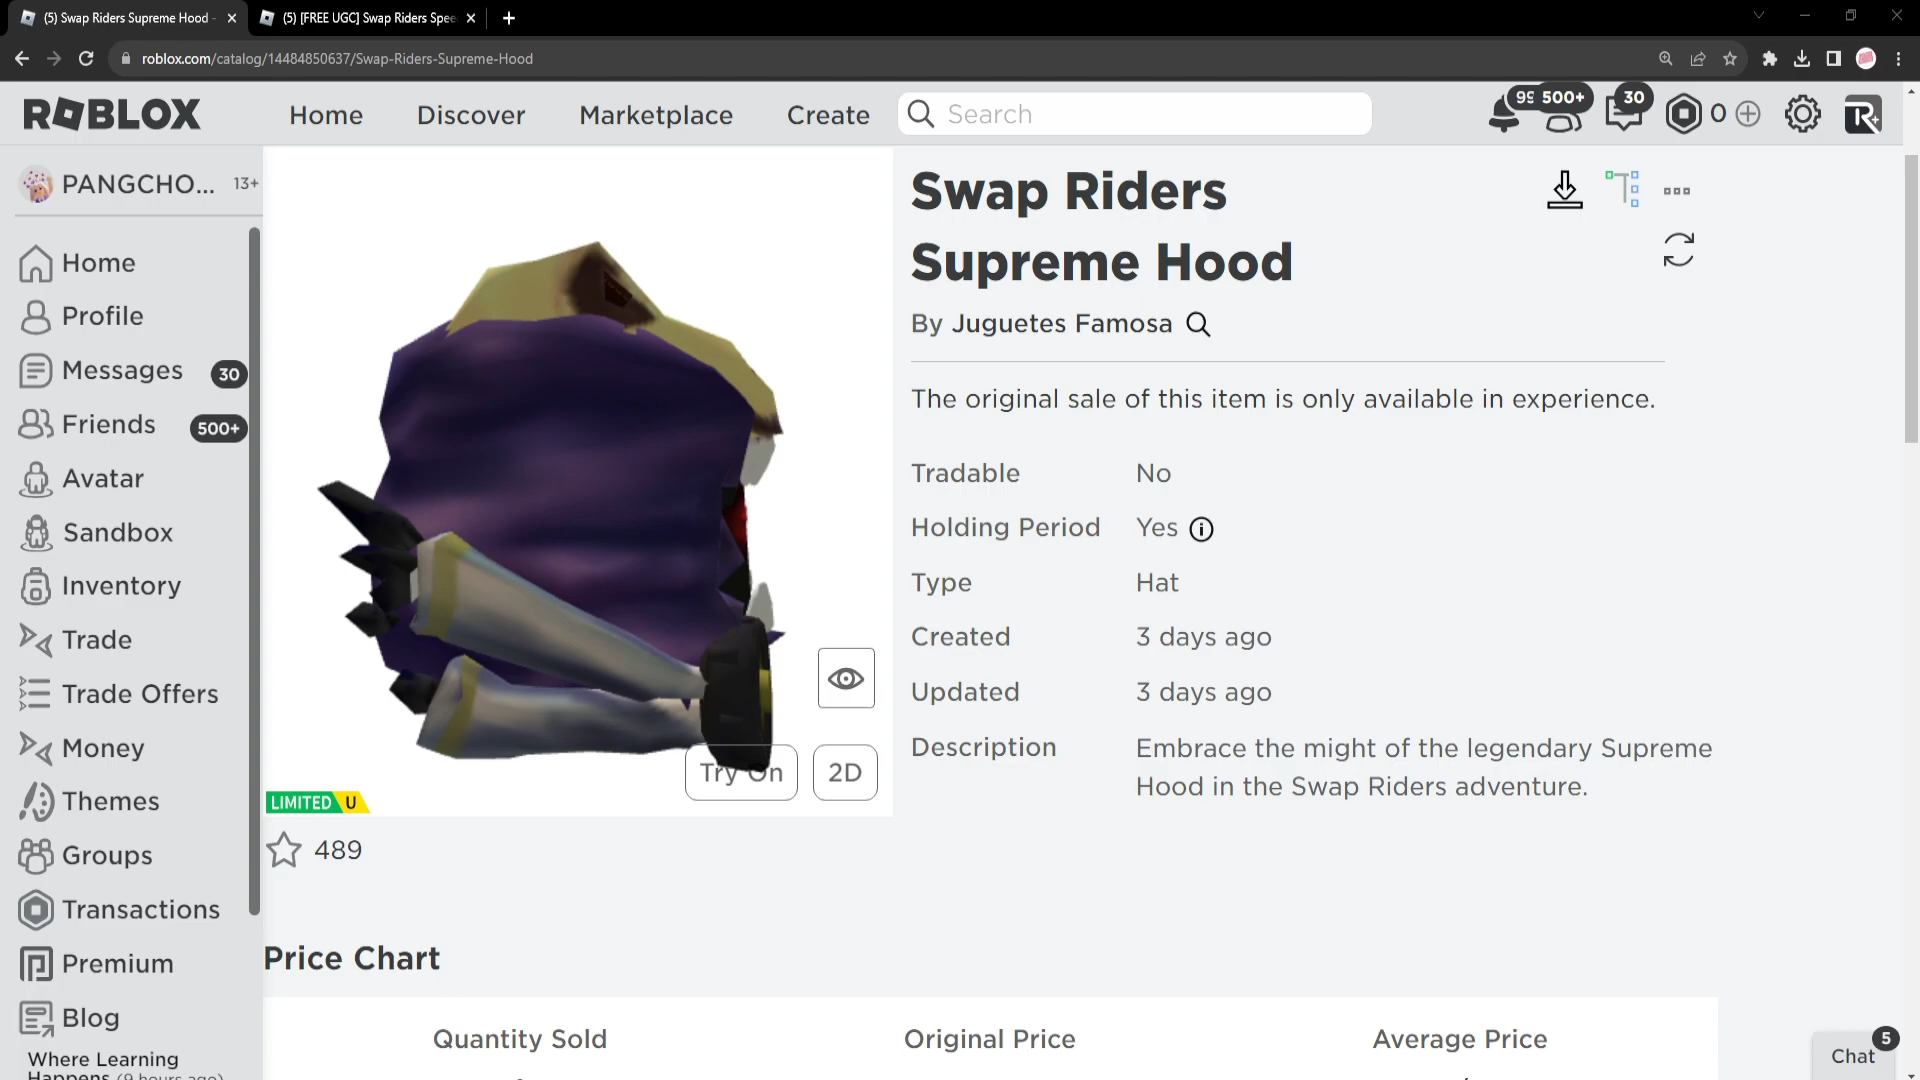 (5) Swap Riders Supreme Hood -
(5) [FREE UGC] Swap Riders Spee
roblox.com/catalog/14484850637/Swap-Riders-Supreme-Hood
ROBLOX
Home
Discover
Marketplace
Create
Search
99
500+
30
0
PANGCHO...
13+
Home
Profile
Messages
30
Friends
500+
Avatar
Sandbox
Inventory
Trade
Trade Offers
Money
Themes
Groups
Transactions
Premium
Blog
Where Learning
Happens (9 hours ago)
Try On
2D
LIMITED U
489
Swap Riders
Supreme Hood
By Juguetes Famosa
The original sale of this item is only available in experience.
Tradable No
Holding Period Yes
Type Hat
Created 3 days ago
Updated 3 days ago
Description Embrace the might of the legendary Supreme
Hood in the Swap Riders adventure.
Price Chart
Quantity Sold
Original Price
Average Price
Chat
5